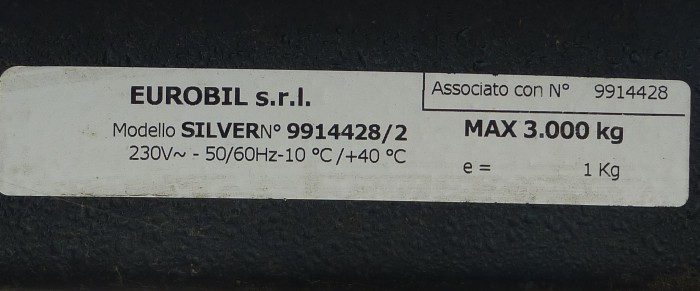 EUROBIL s.r.l.
Modello SILVERN° 9914428/2
230V~ - 50/60Hz-10 °C/+40 °C
Associato con N° 9914428
MAX 3.000 kg
e = 1 Kg